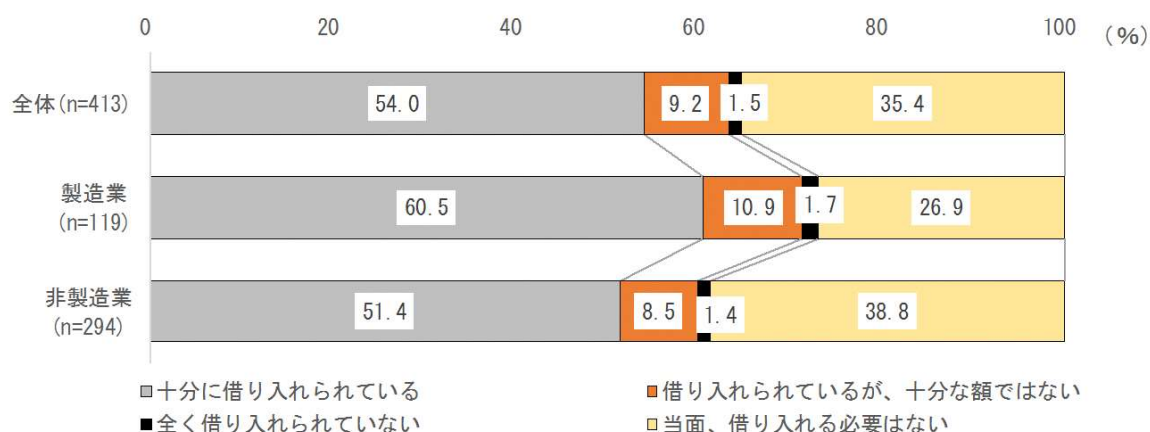 0 20 40 60 80 100 (%)
全体(n=413) 54.0 9.2 1.5 35.4
製造業
(n=119) 60.5 10.9 1.7 26.9
非製造業
(n=294) 51.4 8.5 1.4 38.8
十分に借り入れられている 借り入れられているが、十分な額ではない
全く借り入れられていない 当面、借り入れる必要はない